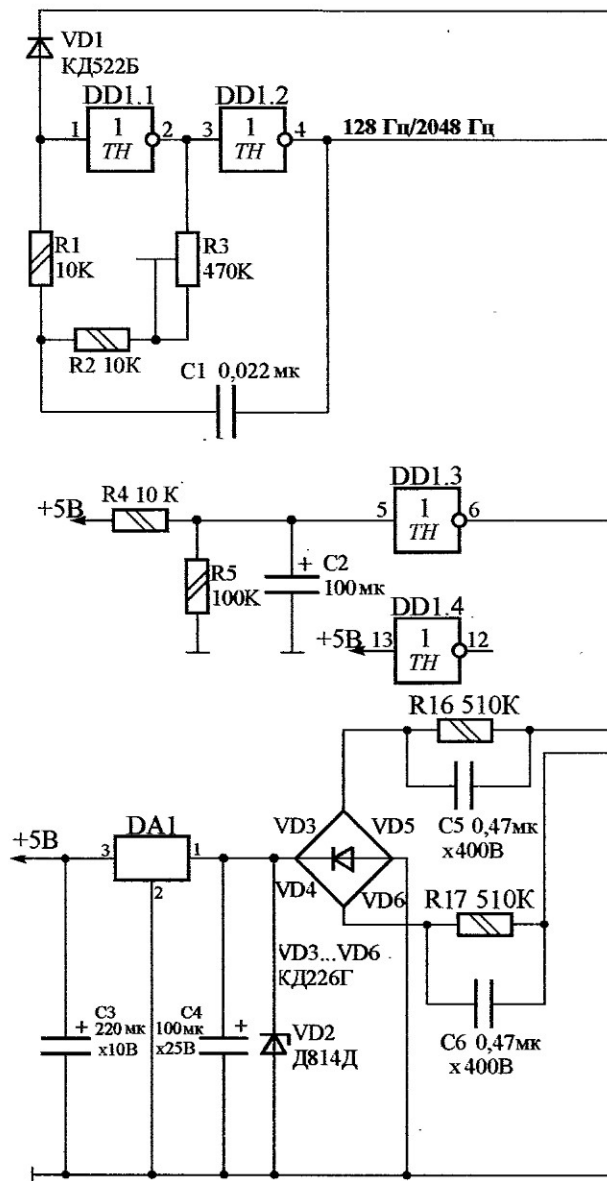 VD1
КД522Б
DD1.1
DD1.2
1
1
TH
2
3
1
TH
4
128 Гц/2048 Гц
R1
10K
R3
470K
R2 10K
C1 0,022 мк
DD1.3
+5В
R4 10 К
5
1
TH
6
R5
100K
+
C2
100 мк
DD1.4
+5В
13
1
TH
12
R16 510К
C5 0,47мк
х400В
VD3
VD5
DA1
+5В
3
1
2
VD4
VD6
R17 510К
VD3...VD6
КД226Г
C3
220 мк
х10В
+
C4
100мк
х25В
+
VD2
Д814Д
C6 0,47мк
х 400В